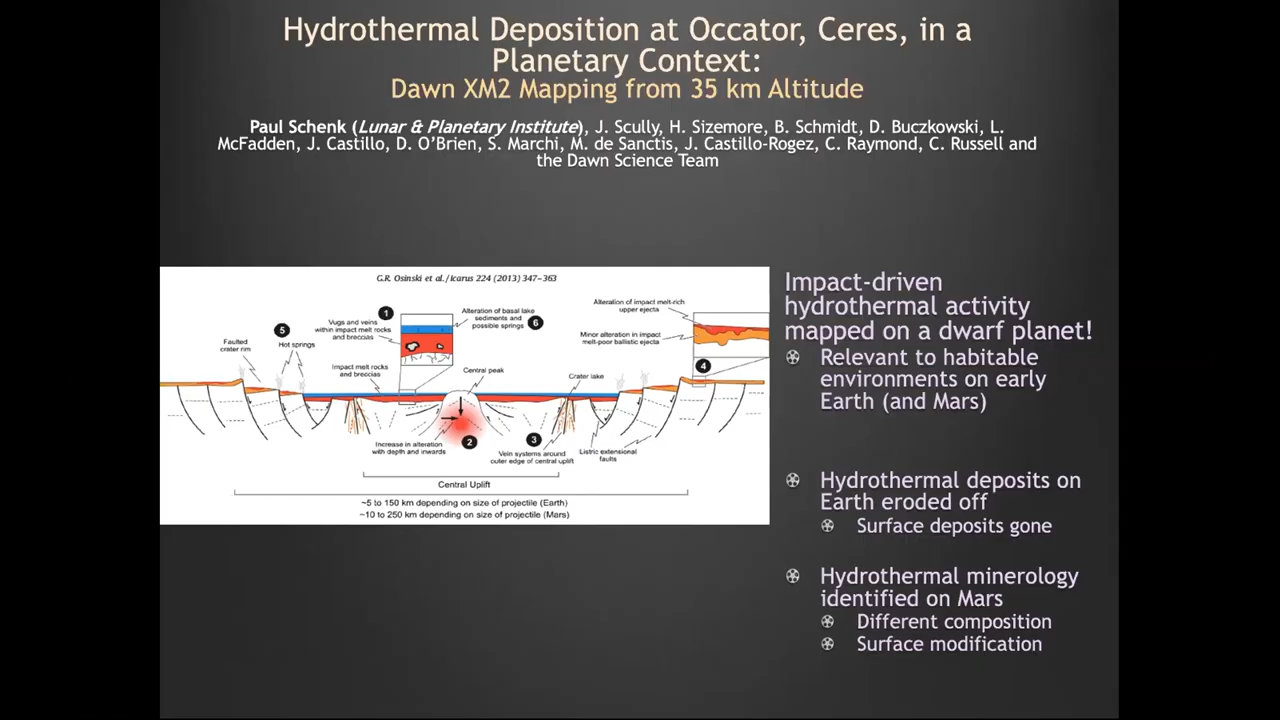 Hydrothermal Deposition at Occator, Ceres, in a
Planetary Context:
Dawn XM2 Mapping from 35 km Altitude
Paul Schenk (Lunar & Planetary Institute), J. Scully, H. Sizemore, B. Schmidt, D. Buczkowski, L.
McFadden, J. Castillo, D. O'Brien, S. Marchi, M. de Sanctis, J. Castillo-Rogez, C. Raymond, C. Russell and
the Dawn Science Team
G.R. Osinski et al. / Icarus 224 (2013) 347–363
5
Hot springs
Faulted
crater rim
1
Vugs and veins
within impact melt rocks
and breccias
Impact melt rocks
and breccias
Alteration of basal lake
sediments and
possible springs
6
Central peak
Crater lake
Alteration of impact melt-rich
upper ejecta
Minor alteration in impact
melt-poor ballistic ejecta
4
Increase in alteration
with depth and inwards
2
3
Vein systems around
outer edge of central uplift
Listric extensional
faults
Central Uplift
~5 to 150 km depending on size of projectile (Earth)
~10 to 250 km depending on size of projectile (Mars)
Impact-driven
hydrothermal activity
mapped on a dwarf planet!
Relevant to habitable
environments on early
Earth (and Mars)
Hydrothermal deposits on
Earth eroded off
Surface deposits gone
Hydrothermal minerology
identified on Mars
Different composition
Surface modification